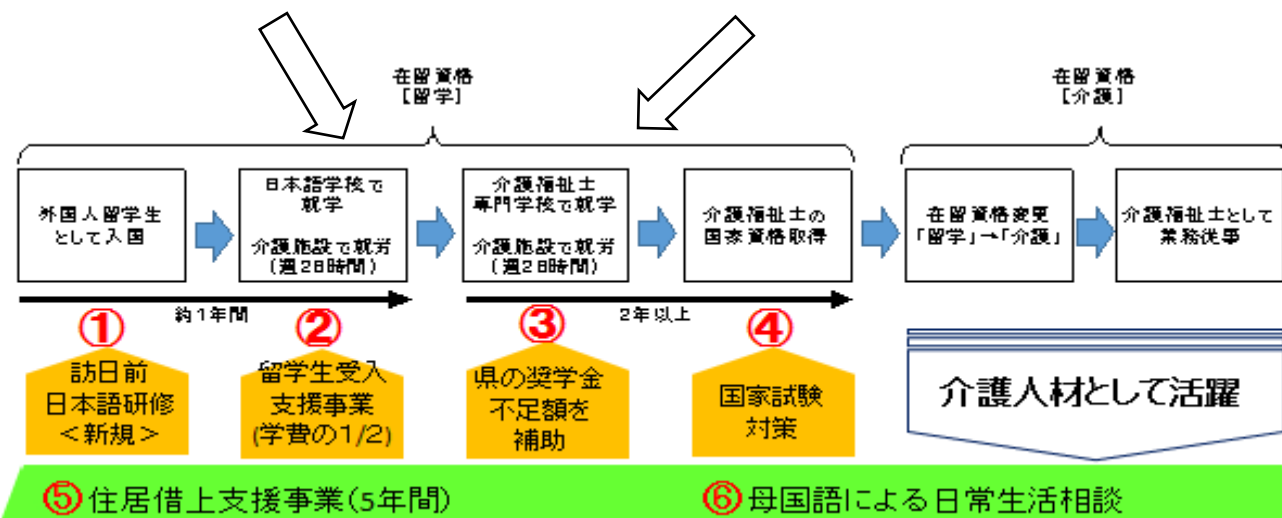 在留資格
［留学］
在留資格
［介護］
外国人留学生
として入国
日本語学校で
就学
介護施設で就労
（週28時間）
介護福祉士
専門学校で就学
介護施設で就労
（週28時間）
介護福祉士の
国家資格取得
在留資格変更
「留学」→「介護」
介護福祉士として
業務従事
約1年間
2年以上
①
訪日前
日本語研修
＜新規＞
②
留学生受入
支援事業
(学費の1/2)
③
県の奨学金
不足額を
補助
④
国家試験
対策
介護人材として活躍
⑤住居借上支援事業(5年間)
⑥母国語による日常生活相談